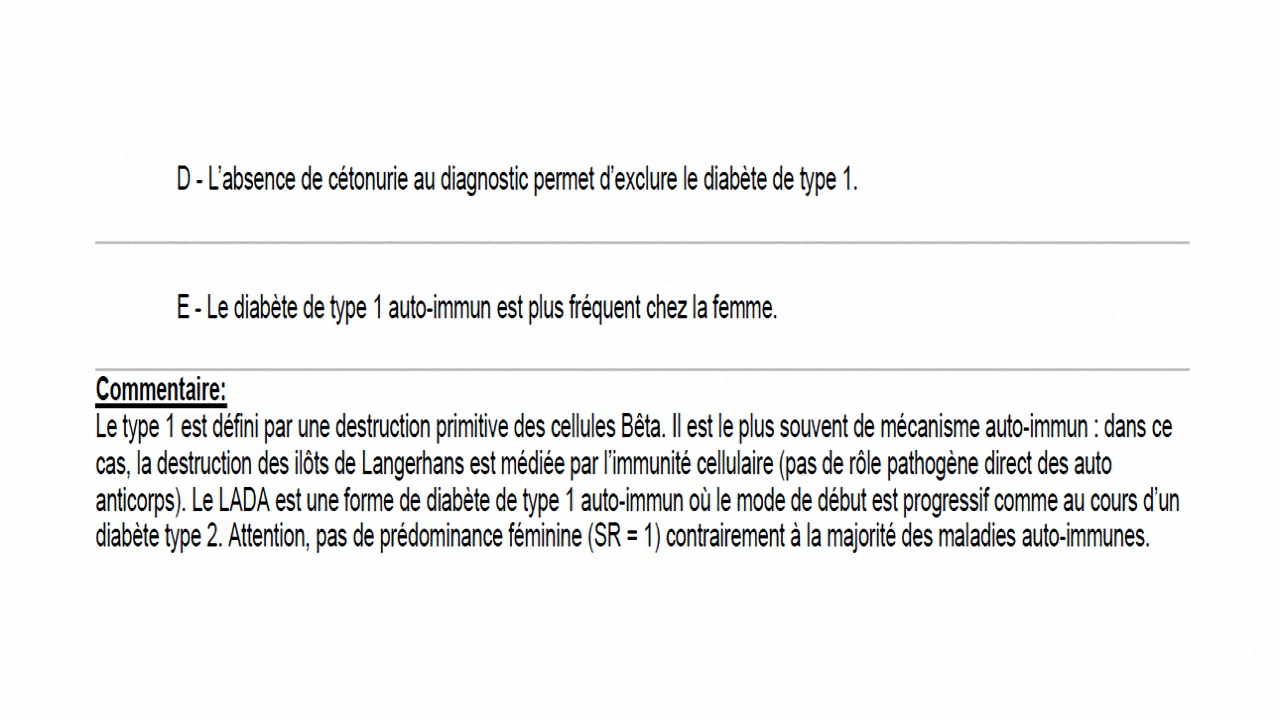 D - L’absence de cétonurie au diagnostic permet d’exclure le diabète de type 1.
E - Le diabète de type 1 auto-immun est plus fréquent chez la femme.
Commentaire:
Le type 1 est défini par une destruction primitive des cellules Bêta. Il est le plus souvent de mécanisme auto-immun : dans ce
cas, la destruction des ilôts de Langerhans est médiée par l’immunité cellulaire (pas de rôle pathogène direct des auto
anticorps). Le LADA est une forme de diabète de type 1 auto-immun où le mode de début est progressif comme au cours d’un
diabète type 2. Attention, pas de prédominance féminine (SR = 1) contrairement à la majorité des maladies auto-immunes.